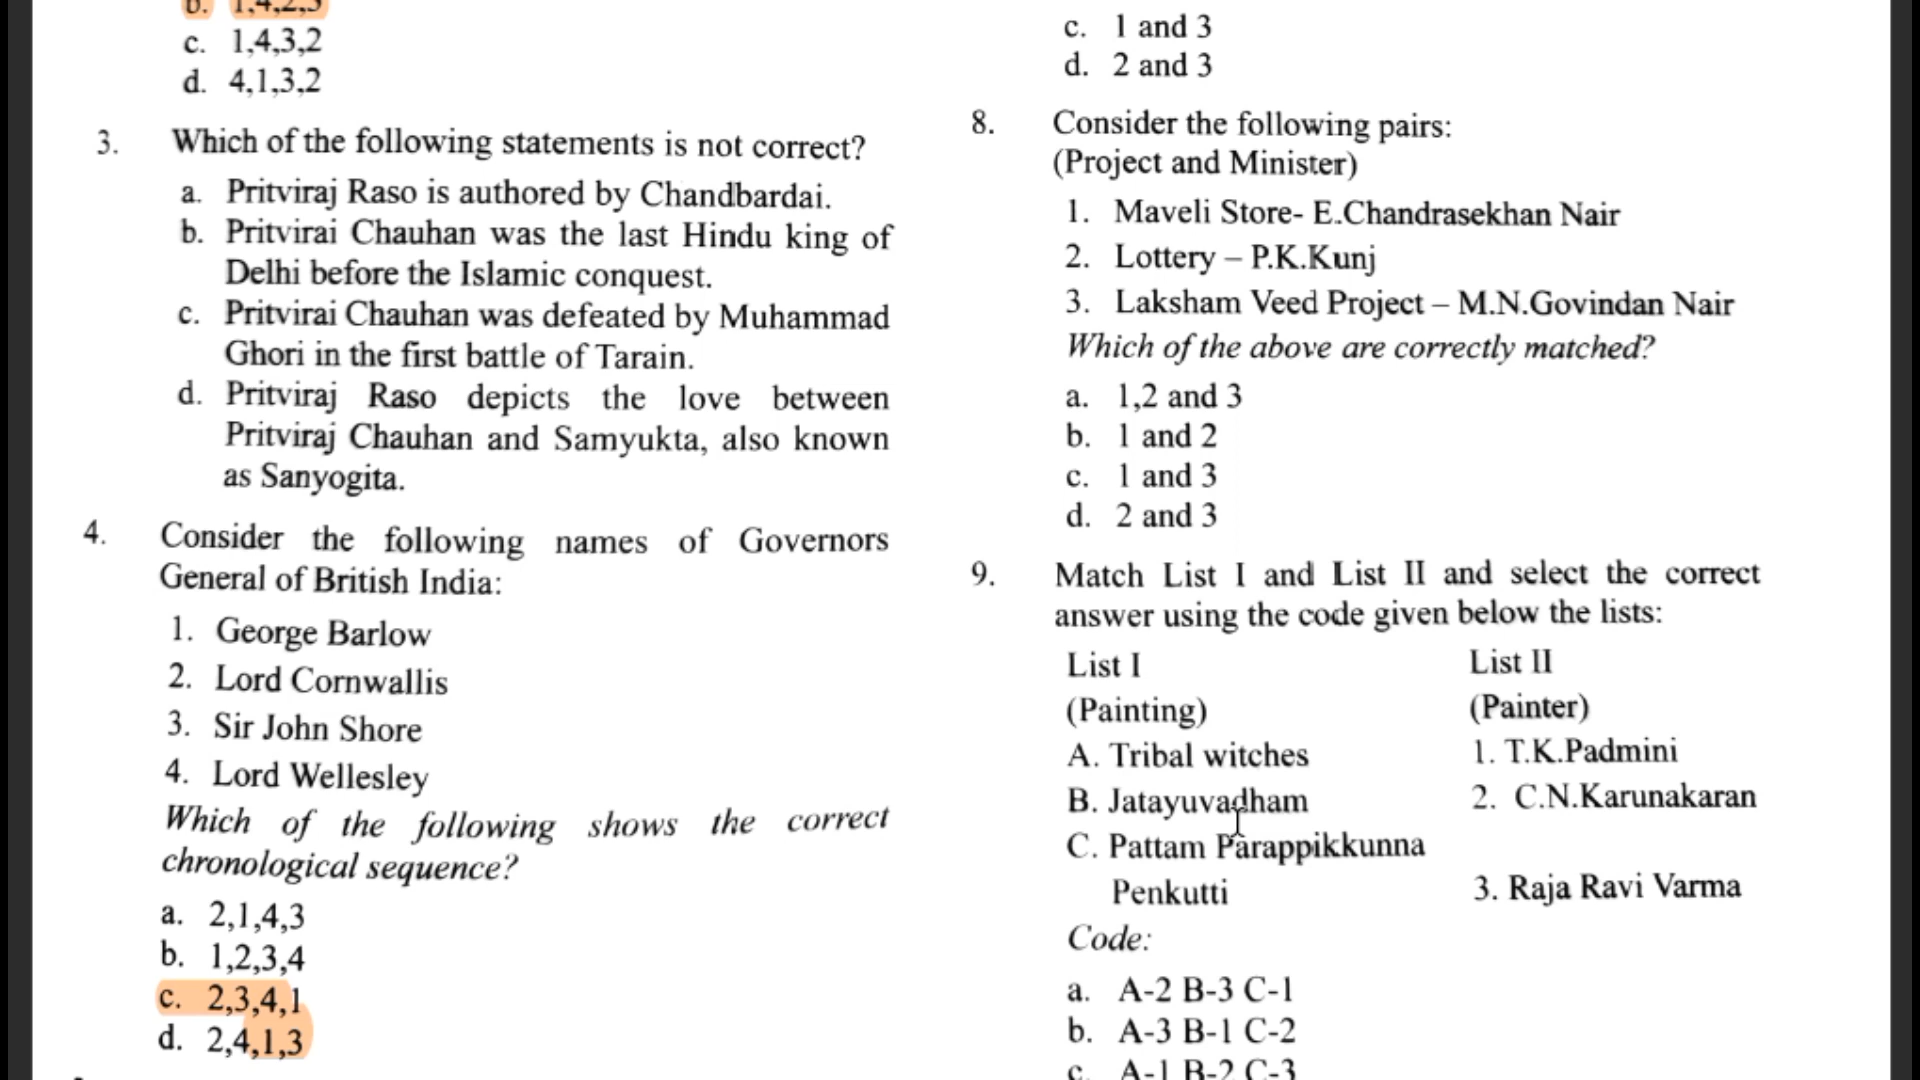 b. 1,4,2,3
c. 1,4,3,2
d. 4,1,3,2
3. Which of the following statements is not correct?
a. Pritviraj Raso is authored by Chandbardai.
b. Pritvirai Chauhan was the last Hindu king of
Delhi before the Islamic conquest.
c. Pritvirai Chauhan was defeated by Muhammad
Ghori in the first battle of Tarain.
d. Pritviraj Raso depicts the love between
Pritviraj Chauhan and Samyukta, also known
as Sanyogita.
4. Consider the following names of Governors
General of British India:
1. George Barlow
2. Lord Cornwallis
3. Sir John Shore
4. Lord Wellesley
Which of the following shows the correct
chronological sequence?
a. 2,1,4,3
b. 1,2,3,4
c. 2,3,4,1
d. 2,4,1,3
c. 1 and 3
d. 2 and 3
8. Consider the following pairs:
(Project and Minister)
1. Maveli Store- E.Chandrasekhan Nair
2. Lottery – P.K.Kunj
3. Laksham Veed Project – M.N.Govindan Nair
Which of the above are correctly matched?
a. 1,2 and 3
b. 1 and 2
c. 1 and 3
d. 2 and 3
9. Match List I and List II and select the correct
answer using the code given below the lists:
List I List II
(Painting) (Painter)
A. Tribal witches 1. T.K.Padmini
B. Jatayuvadham 2. C.N.Karunakaran
C. Pattam Parappikkunna
Penkutti 3. Raja Ravi Varma
Code:
a. A-2 B-3 C-1
b. A-3 B-1 C-2
c. A-1 B-2 C-3